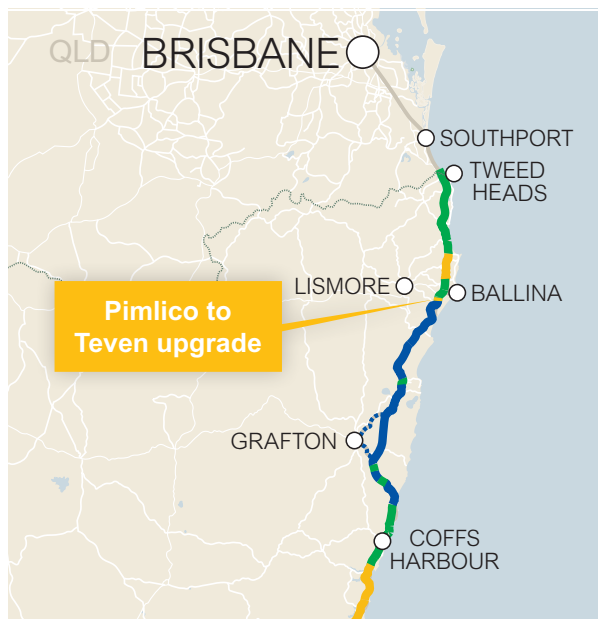 QLD
BRISBANE
SOUTHPORT
TWEED
HEADS
LISMORE
BALLINA
Pimlico to
Teven upgrade
GRAFTON
COFFS
HARBOUR